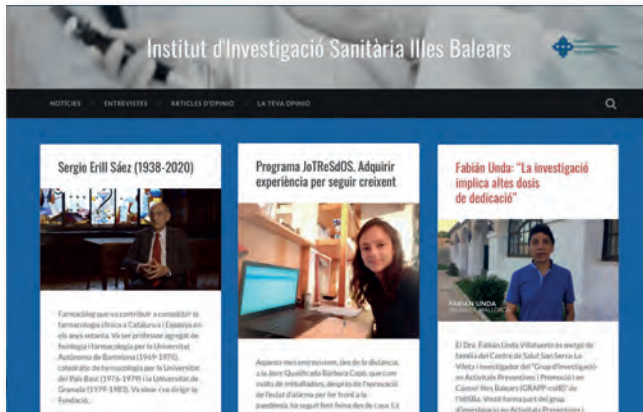 Institut d'Investigació Sanitària Illes Balears
NOTÍCIES
ENTREVISTES
ARTICLES D'OPINIÓ
LA TEVA OPINIÓ
Sergio Erill Sáez (1938-2020)
Farmacòleg que va contribuir a consolidar la
farmacologia clínica a Catalunya i Espanya en
els anys setanta. Va ser professor agregat de
fisiologia i farmacologia per la Universitat
Autònoma de Barcelona (1969-1975),
catedràtic de farmacologia per la Universitat
del País Basc (1976-1979) i la Universitat de
Granada (1979-1983). Va idear i va dirigir la
Fundació...
Programa JoTReSdOS. Adquirir
experiència per seguir creixent
Aquests mes entrevistem, des de la distància,
a la Jove Qualificada Bàrbara Capó, que com
molts de treballadors, després de l'aprovació
de l'estat d'alarma per fer front a la
pandèmia, ha seguit fent feina des de casa. La
Fabián Unda: "La investigació
implica altes dosis
de dedicació"
FABIÁN UNDA
El Dr. Fabián Unda Villafuerte és metge de
família del Centre de Salut Son Serra-La
Vileta i investigador del "Grup d'Investigació
en Activitats Preventives i Promoció i en
Càncer Illes Balears (GRAPP-caIB)" de
l'IdISBa. Unda forma part del grup
d'investigació en Activitats Preventives i